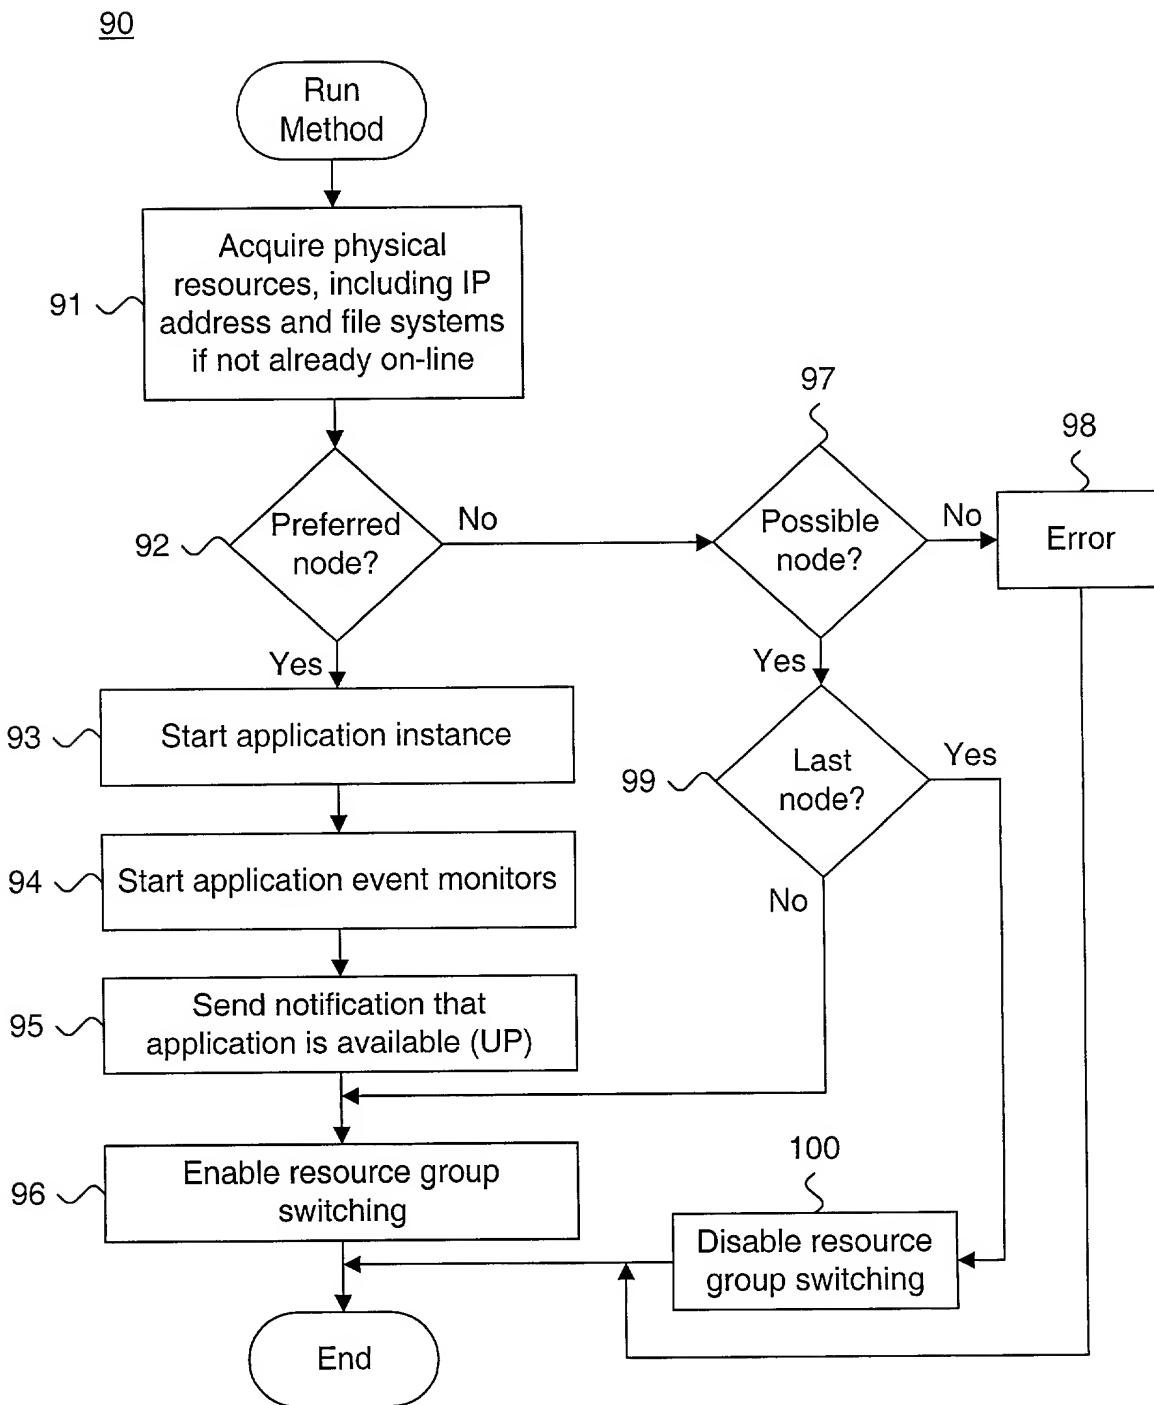 90
Run
Method
91
Acquire physical
resources, including IP
address and file systems
if not already on-line
97
98
92
Preferred
node?
No
Possible
node?
No
Error
Yes
Yes
93
Start application instance
99
Last
node?
Yes
94
Start application event monitors
No
95
Send notification that
application is available (UP)
96
Enable resource group
switching
100
Disable resource
group switching
End